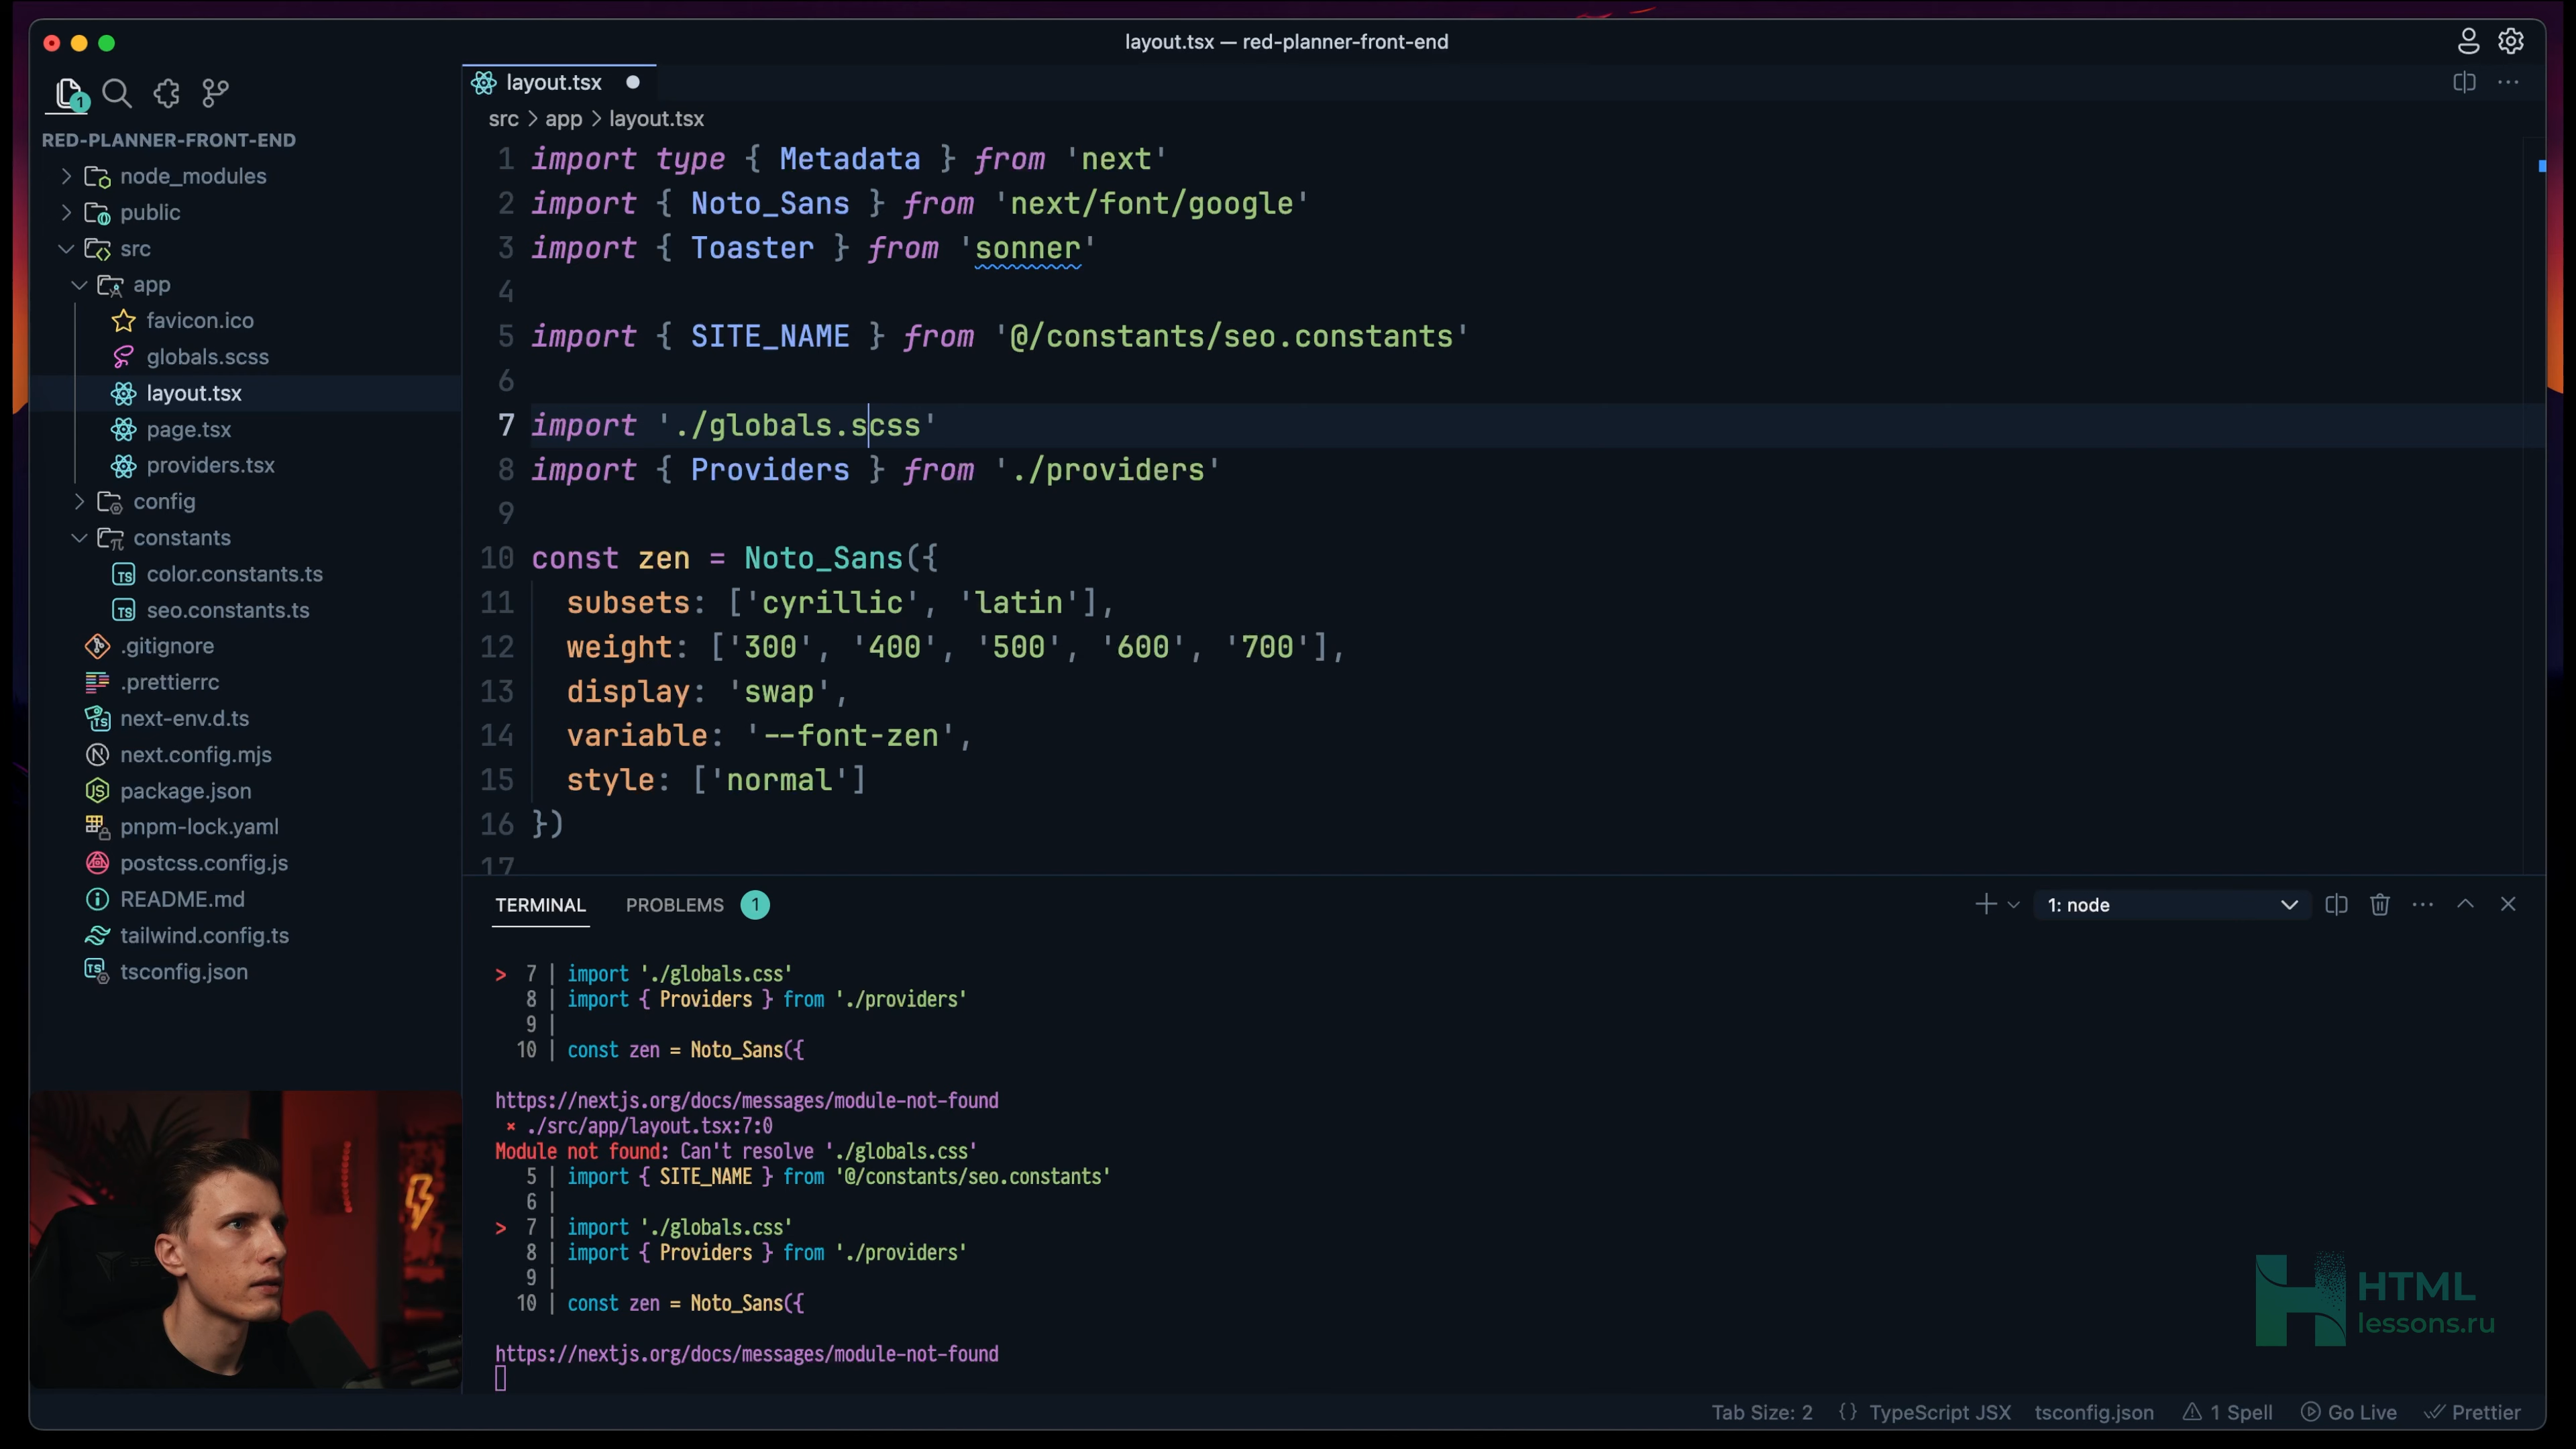 layout.tsx — red-planner-front-end
1
RED-PLANNER-FRONT-END
node_modules
public
src
app
favicon.ico
globals.scss
layout.tsx
page.tsx
providers.tsx
config
constants
color.constants.ts
seo.constants.ts
.gitignore
.prettierrc
next-env.d.ts
next.config.mjs
package.json
pnpm-lock.yaml
postcss.config.js
README.md
tailwind.config.ts
tsconfig.json
layout.tsx
src > app > layout.tsx
1 import type { Metadata } from 'next'
2 import { Noto_Sans } from 'next/font/google'
3 import { Toaster } from 'sonner'
4
5 import { SITE_NAME } from '@/constants/seo.constants'
6
7 import './globals.scss'
8 import { Providers } from './providers'
9
10 const zen = Noto_Sans({
11 subsets: ['cyrillic', 'latin'],
12 weight: ['300', '400', '500', '600', '700'],
13 display: 'swap',
14 variable: '--font-zen',
15 style: ['normal']
16 })
17
TERMINAL PROBLEMS 1 1: node
> 7 | import './globals.css'
8 | import { Providers } from './providers'
9 |
10 | const zen = Noto_Sans({
https://nextjs.org/docs/messages/module-not-found
× ./src/app/layout.tsx:7:0
Module not found: Can't resolve './globals.css'
5 | import { SITE_NAME } from '@/constants/seo.constants'
6 |
> 7 | import './globals.css'
8 | import { Providers } from './providers'
9 |
10 | const zen = Noto_Sans({
https://nextjs.org/docs/messages/module-not-found
HTML
lessons.ru
Tab Size: 2 {} TypeScript JSX tsconfig.json 1 Spell Go Live Prettier